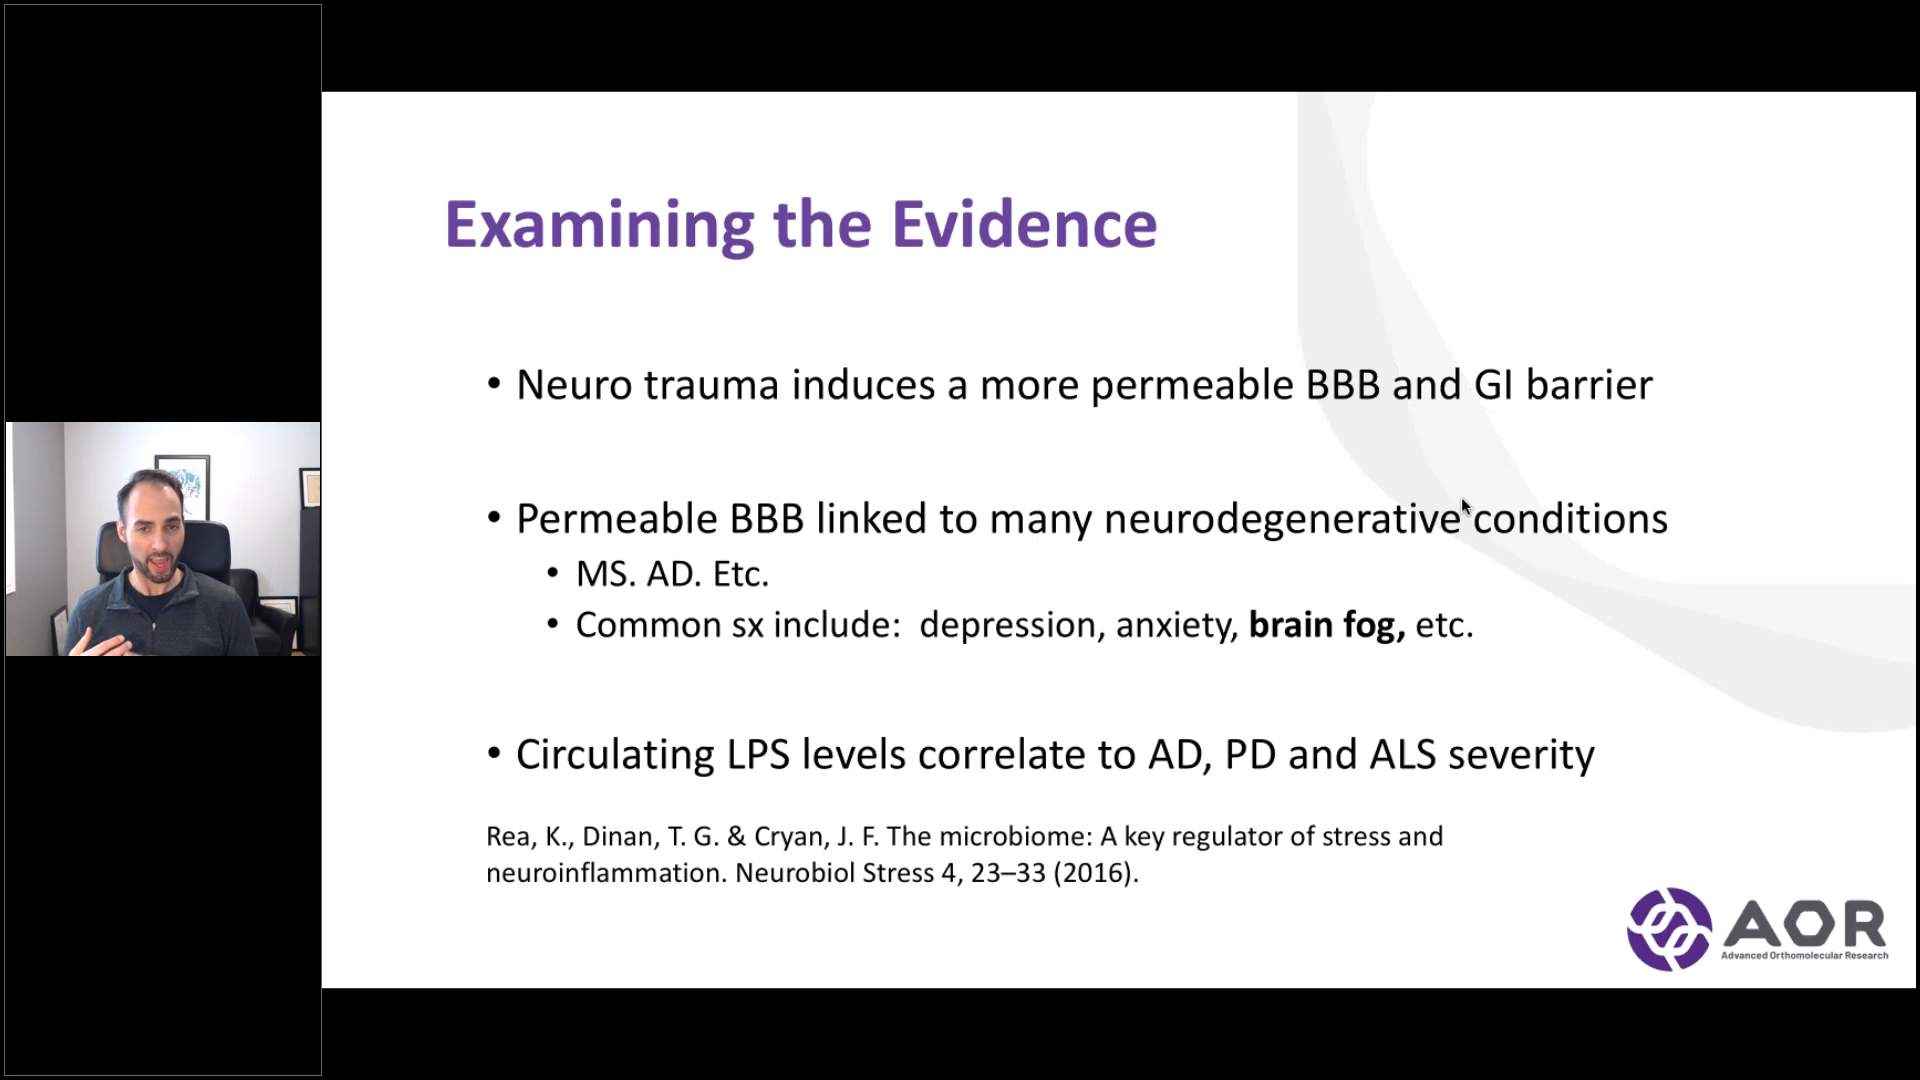 Examining the Evidence
• Neuro trauma induces a more permeable BBB and GI barrier
• Permeable BBB linked to many neurodegenerative conditions
• MS. AD. Etc.
• Common sx include:  depression, anxiety, brain fog, etc.
• Circulating LPS levels correlate to AD, PD and ALS severity
Rea, K., Dinan, T. G. & Cryan, J. F. The microbiome: A key regulator of stress and
neuroinflammation. Neurobiol Stress 4, 23–33 (2016).
AOR
Advanced Orthomolecular Research